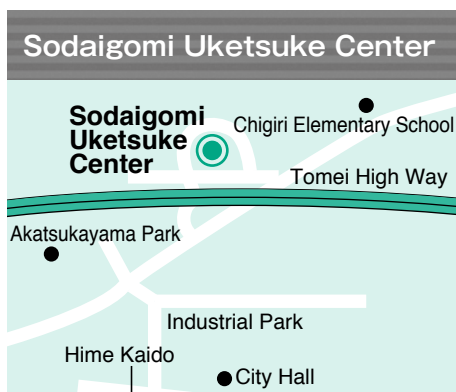 Sodaigomi Uketsuke Center
Sodaigomi
Uketsuke
Center
Chigiri Elementary School
Tomei High Way
Akatsukayama Park
Industrial Park
Hime Kaido
City Hall